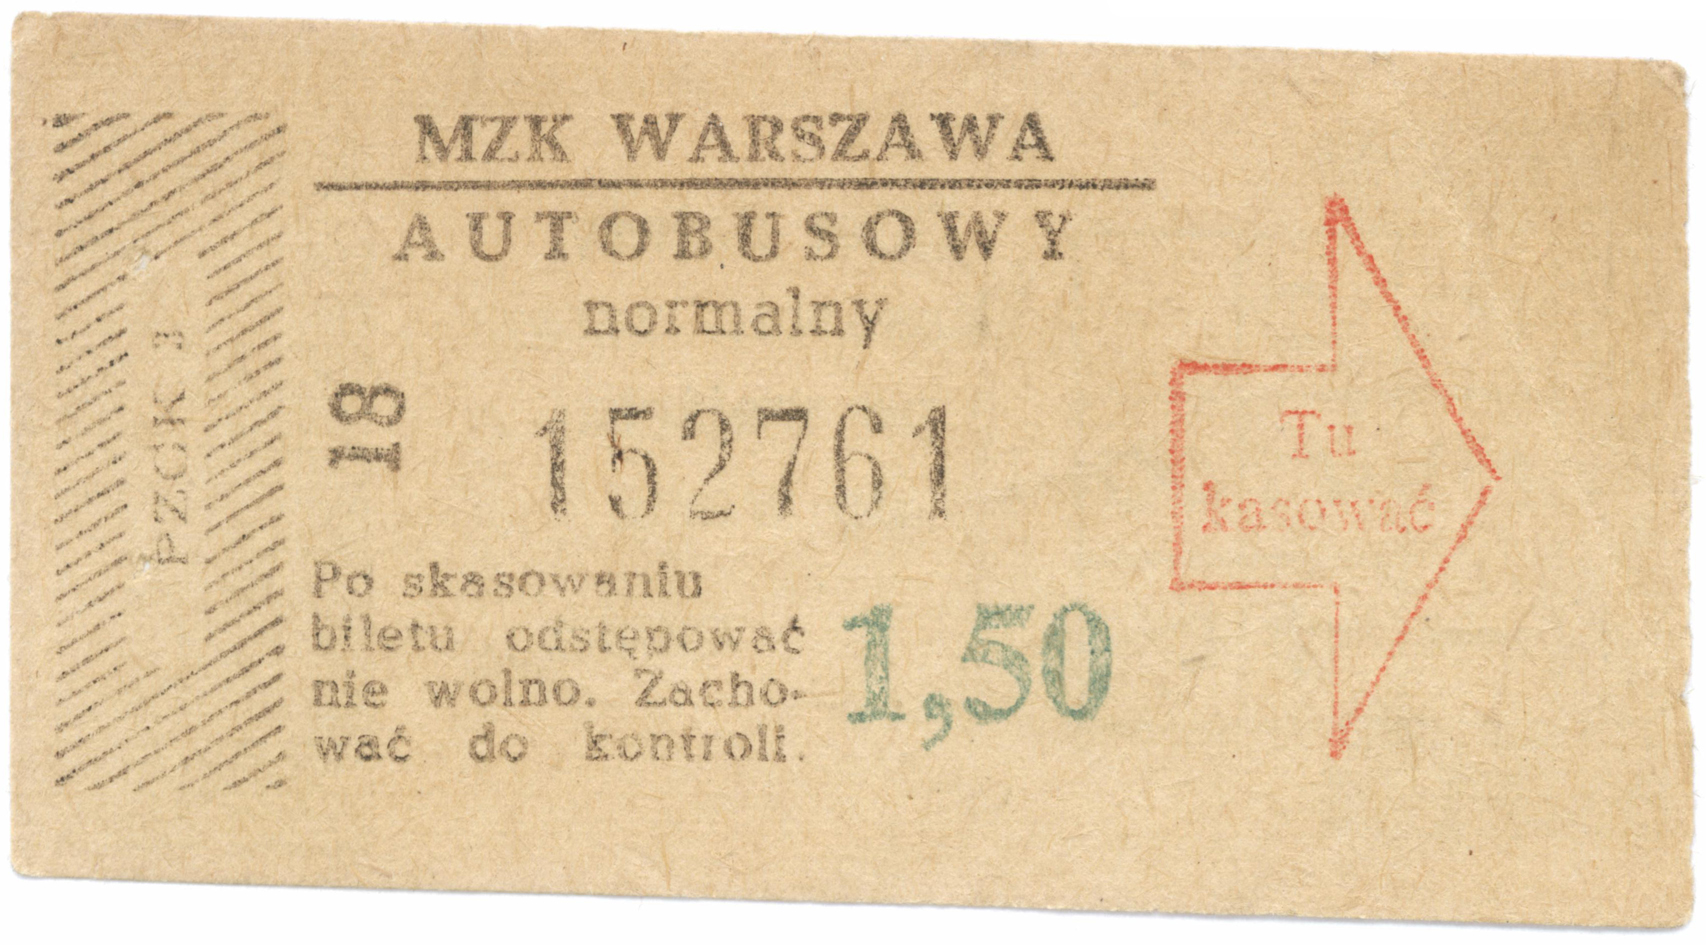 MZK WARSZAWA
AUTOBUSOWY
normalny
18
152761
Po skasowaniu
biletu odstępować
nie wolno. Zacho-
wać do kontroli.
1,50
Tu
kasować
PZGK 3